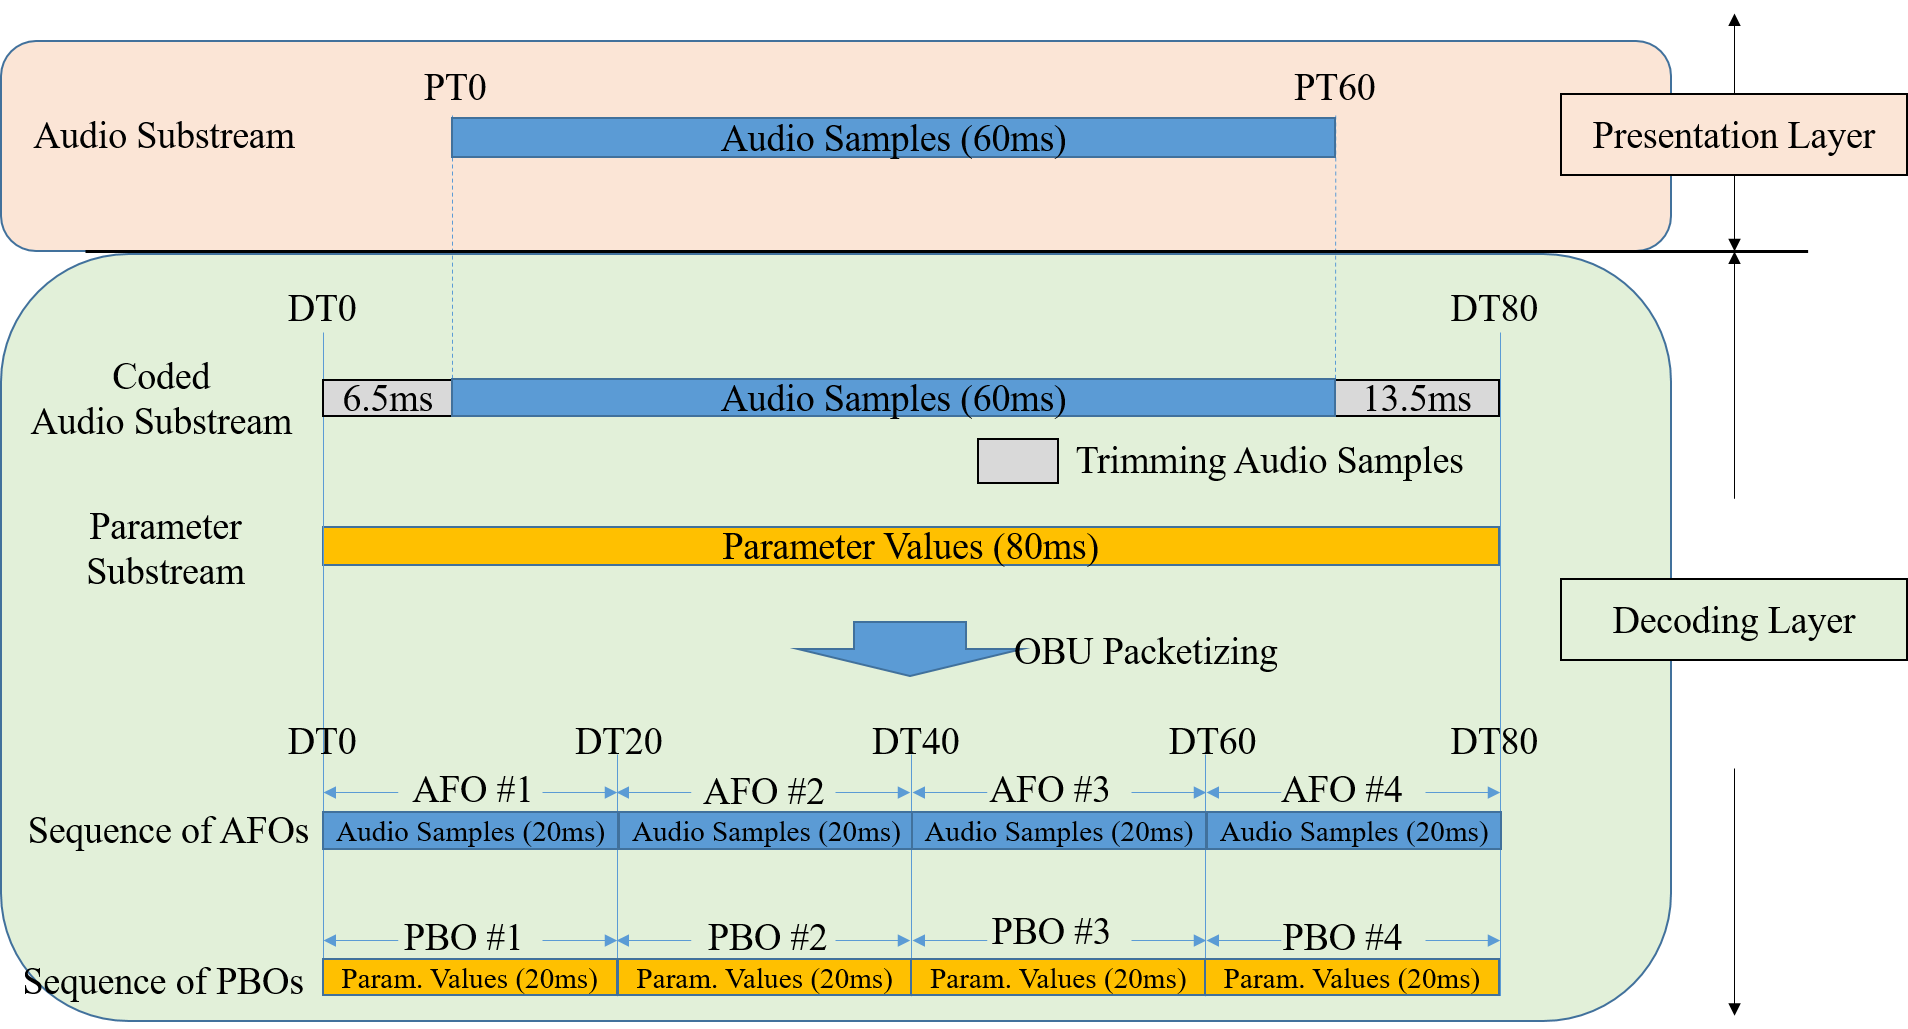 PT0
PT60
Audio Substream
Audio Samples (60ms)
Presentation Layer
DT0
DT80
Coded
Audio Substream
6.5ms
Audio Samples (60ms)
13.5ms
Trimming Audio Samples
Parameter
Substream
Parameter Values (80ms)
Decoding Layer
OBU Packetizing
DT0
DT20
DT40
DT60
DT80
AFO #1
AFO #2
AFO #3
AFO #4
Sequence of AFOs
Audio Samples (20ms)
Audio Samples (20ms)
Audio Samples (20ms)
Audio Samples (20ms)
PBO #1
PBO #2
PBO #3
PBO #4
Sequence of PBOs
Param. Values (20ms)
Param. Values (20ms)
Param. Values (20ms)
Param. Values (20ms)